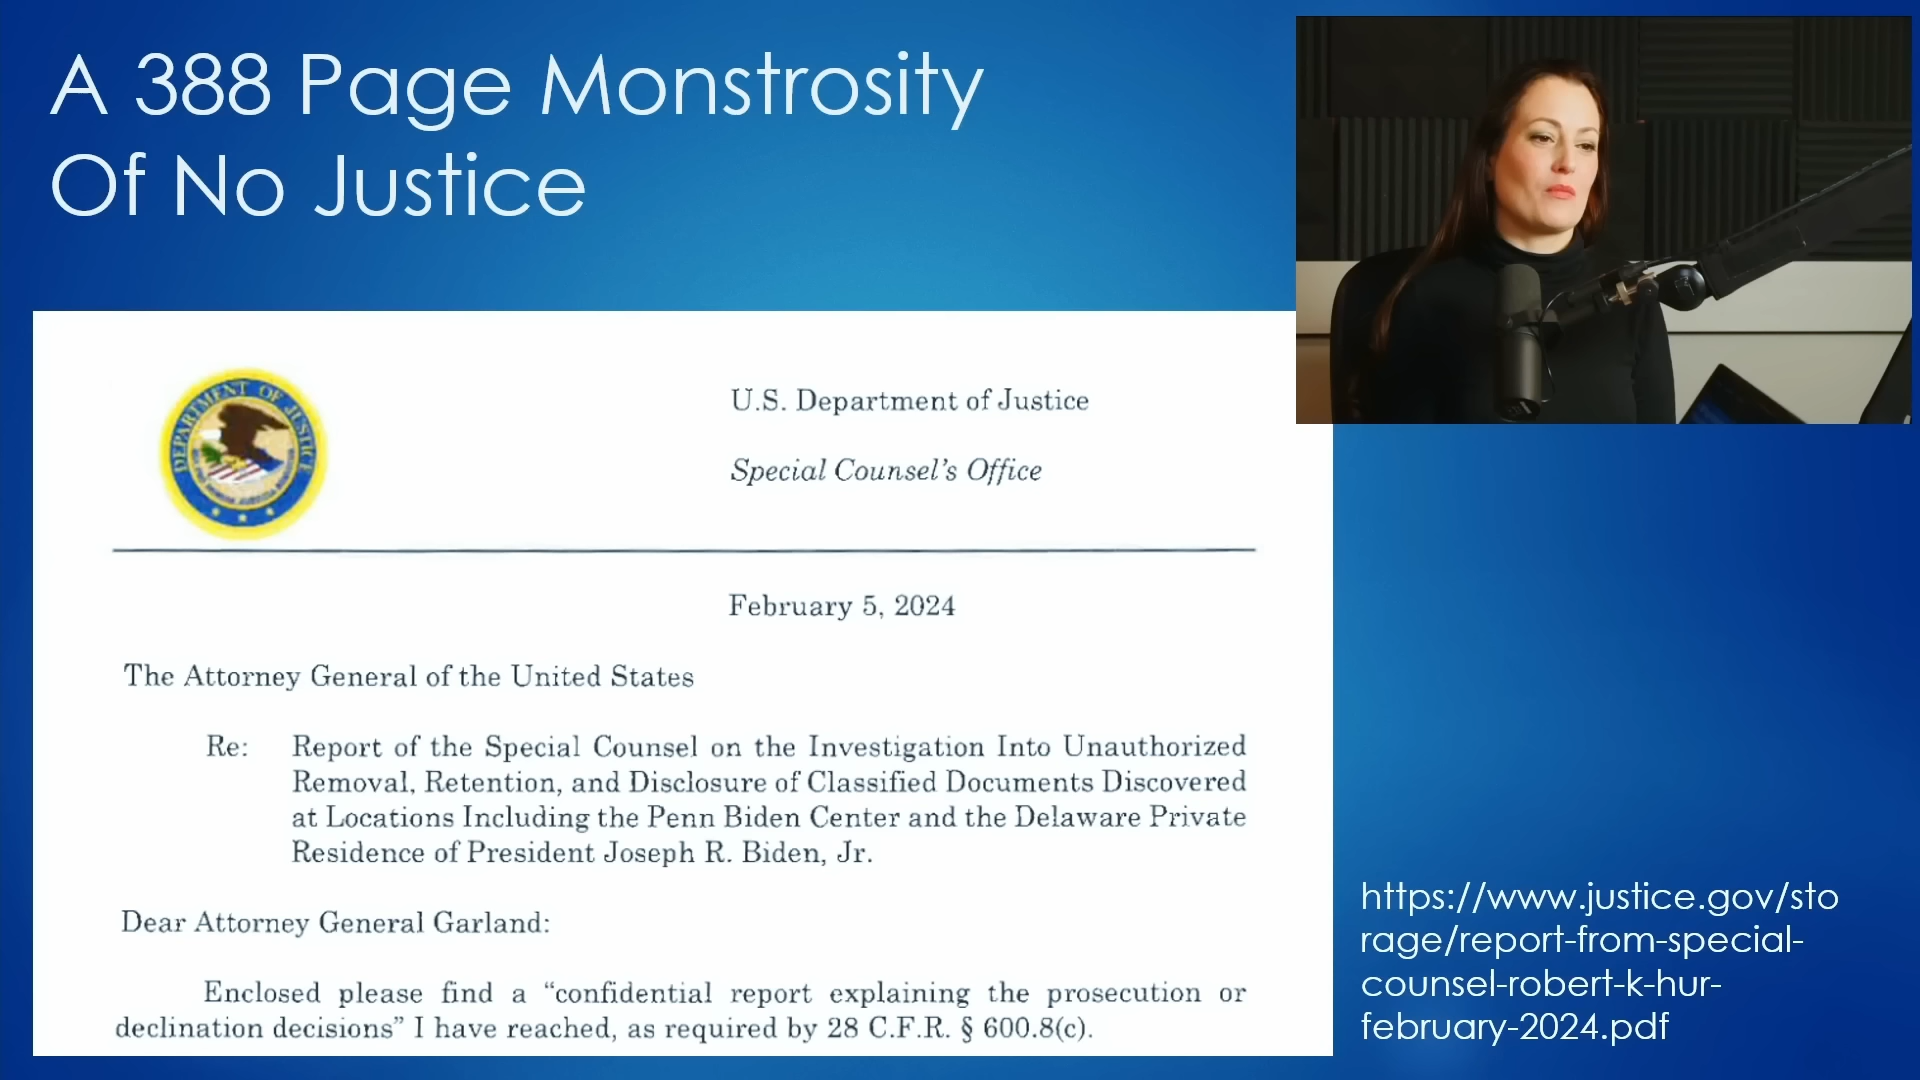 A 388 Page Monstrosity
Of No Justice
DEPARTMENT OF JUSTICE
U.S. Department of Justice
Special Counsel's Office
February 5, 2024
The Attorney General of the United States
Re: Report of the Special Counsel on the Investigation Into Unauthorized
Removal, Retention, and Disclosure of Classified Documents Discovered
at Locations Including the Penn Biden Center and the Delaware Private
Residence of President Joseph R. Biden, Jr.
Dear Attorney General Garland:
Enclosed please find a “confidential report explaining the prosecution or
declination decisions” I have reached, as required by 28 C.F.R. § 600.8(c).
https://www.justice.gov/sto
rage/report-from-special-
counsel-robert-k-hur-
february-2024.pdf